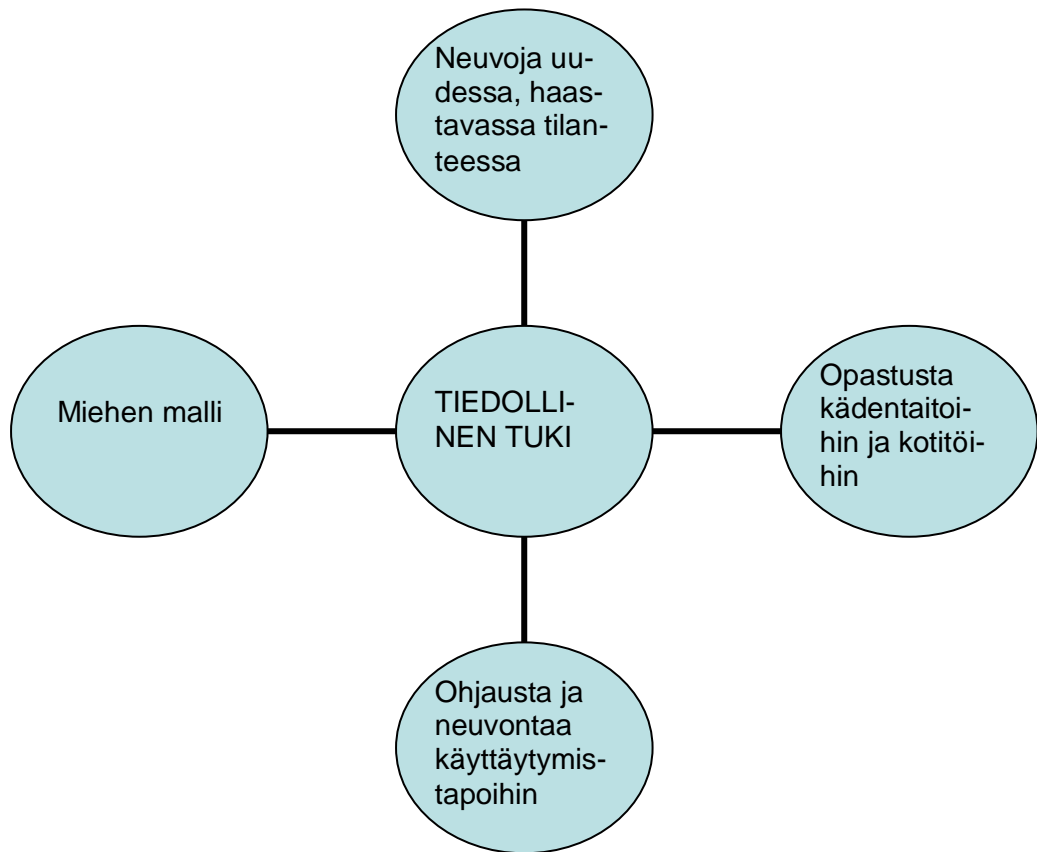 Neuvoja uu-
dessa, haas-
tavassa tilan-
teessa
Miehen malli
TIEDOLLI-
NEN TUKI
Opastusta
kädentaitoi-
hin ja kotitöi-
hin
Ohjausta ja
neuvontaa
käyttäytymis-
tapoihin